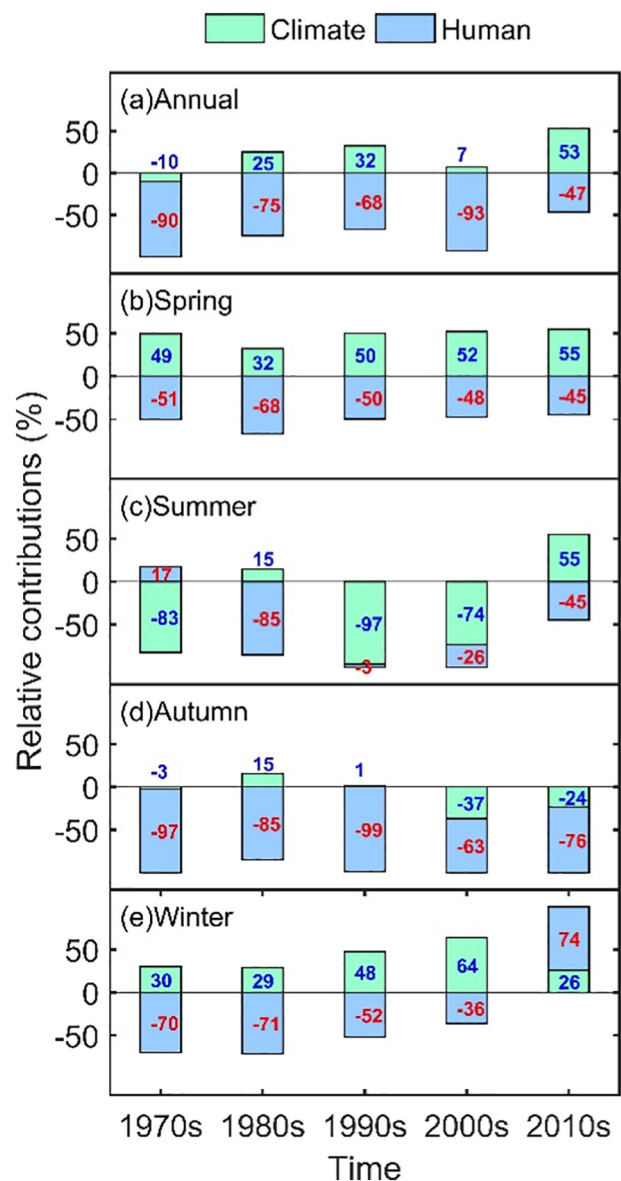 Climate Human
(a)Annual
50
0
-50
-10 25 32 7 53
-90 -75 -68 -93 -47
(b)Spring
50
0
-50
49 32 50 52 55
-51 -68 -50 -48 -45
(c)Summer
50
0
-50
17 15 55
-83 -85 -97 -74 -45
-3 -26
(d)Autumn
50
0
-50
-3 15 1 -37 -24
-97 -85 -99 -63 -76
(e)Winter
50
0
-50
74
30 29 48 64 26
-70 -71 -52 -36
Relative contributions (%)
1970s 1980s 1990s 2000s 2010s
Time